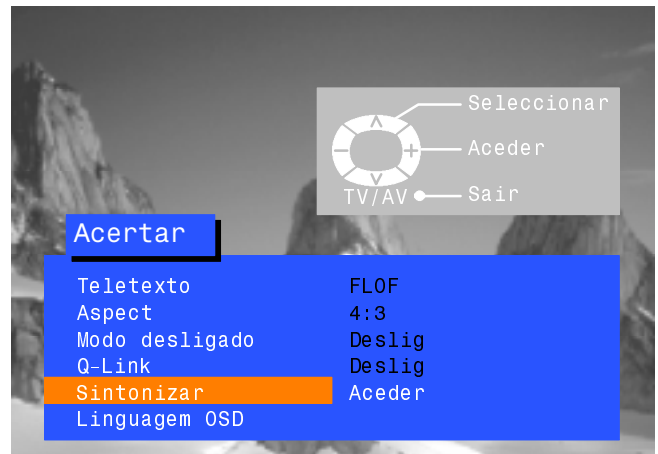 Seleccionar
Aceder
TV/AV Sair
Acertar
Teletexto FLOF
Aspect 4:3
Modo desligado Deslig
Q-Link Deslig
Sintonizar Aceder
Linguagem OSD